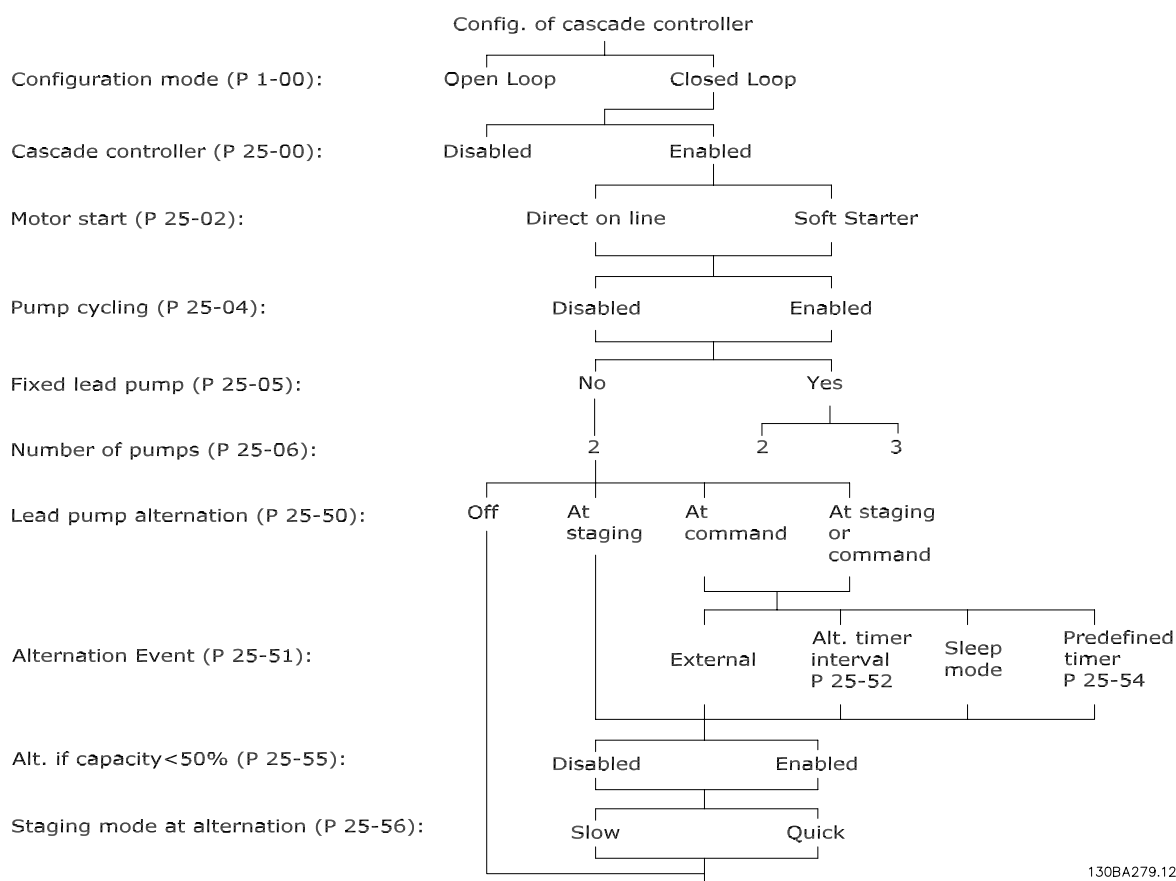 Config. of cascade controller
Configuration mode (P 1-00): Open Loop Closed Loop
Cascade controller (P 25-00): Disabled Enabled
Motor start (P 25-02): Direct on line Soft Starter
Pump cycling (P 25-04): Disabled Enabled
Fixed lead pump (P 25-05): No Yes
Number of pumps (P 25-06): 2 2 3
Lead pump alternation (P 25-50): Off At At At staging
staging command or
command
Alternation Event (P 25-51): External Alt. timer Sleep Predefined
interval mode timer
P 25-52 P 25-54
Alt. if capacity<50% (P 25-55): Disabled Enabled
Staging mode at alternation (P 25-56): Slow Quick
130BA279.12